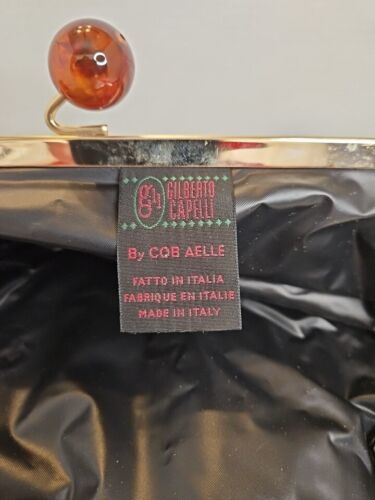 GILBERTO
CAPELLI
By COB AELLE
FATTO IN ITALIA
FABRIQUE EN ITALIE
MADE IN ITALY